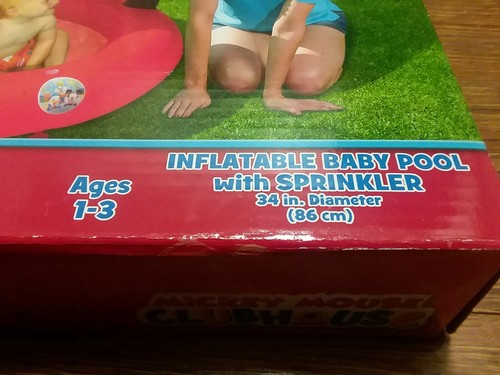 INFLATABLE BABY POOL
with SPRINKLER
34 in. Diameter
(86 cm)
Ages
1-3
MICKEY MOUSE
CLUBHOUSE